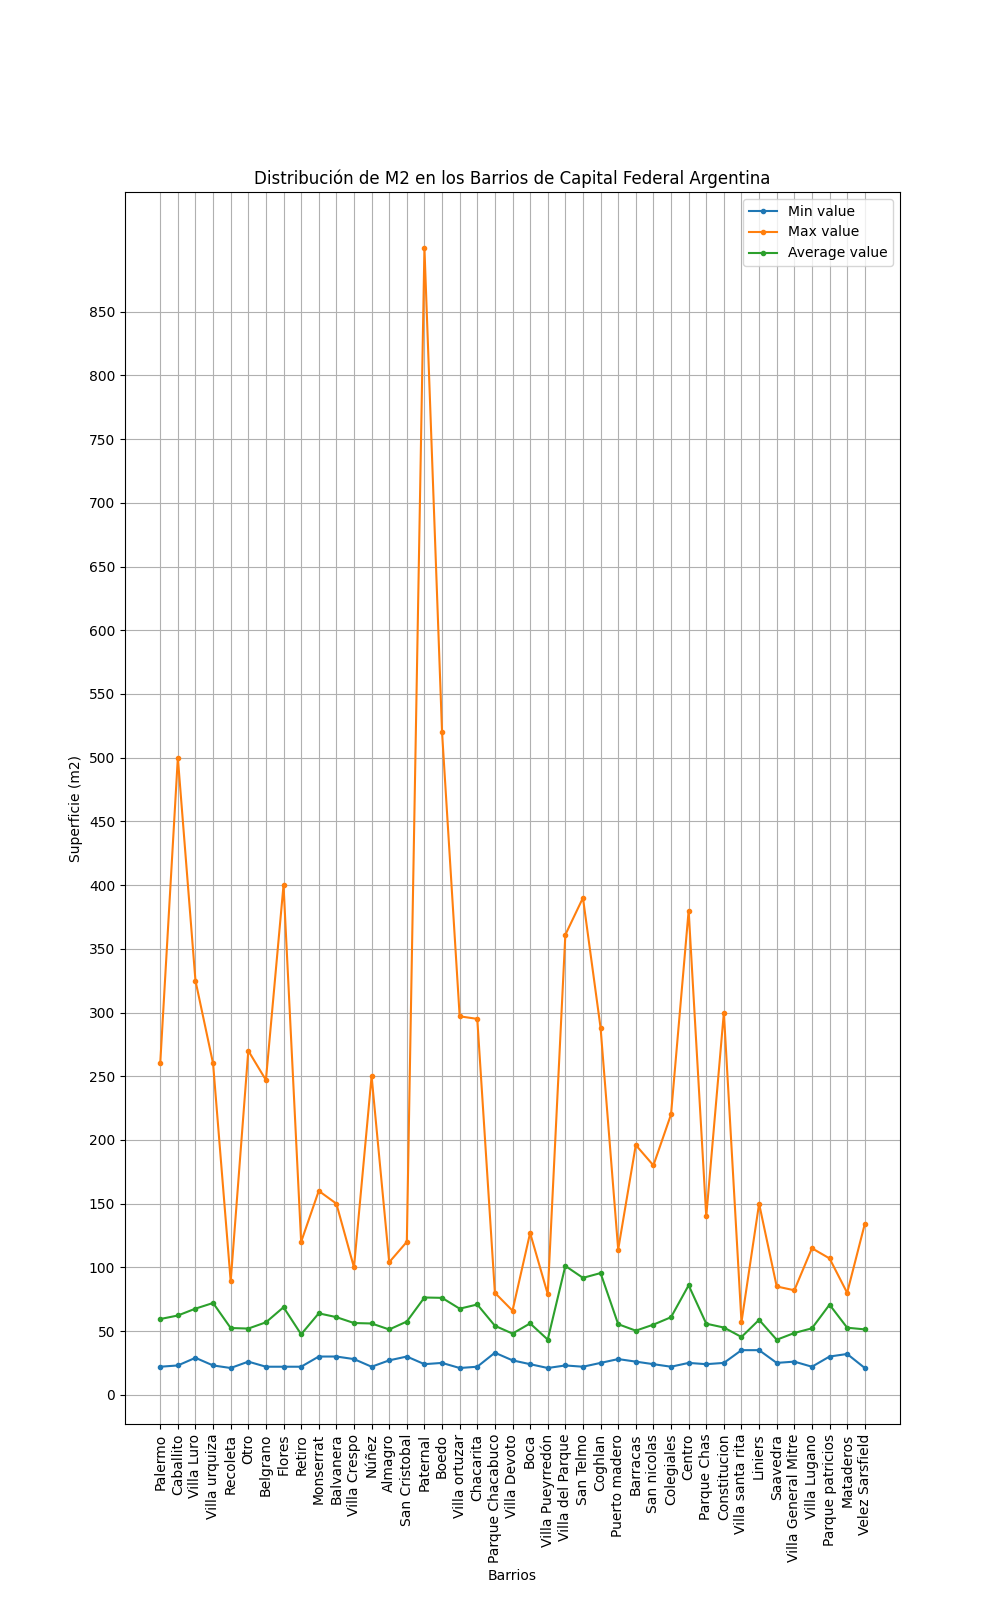 Distribución de M2 en los Barrios de Capital Federal Argentina
Min value
Max value
Average value
850
800
750
700
650
600
550
500
450
400
350
300
250
200
150
100
50
0
Superficie (m2)
Palermo
Caballito
Villa Luro
Villa urquiza
Recoleta
Otro
Belgrano
Flores
Retiro
Monserrat
Balvanera
Villa Crespo
Núñez
Almagro
San Cristobal
Paternal
Boedo
Villa ortuzar
Chacarita
Parque Chacabuco
Villa Devoto
Boca
Villa Pueyrredón
Villa del Parque
San Telmo
Coghlan
Puerto madero
Barracas
San nicolas
Colegiales
Centro
Parque Chas
Constitucion
Villa santa rita
Liniers
Saavedra
Villa General Mitre
Villa Lugano
Parque patricios
Mataderos
Velez Sarsfield
Barrios